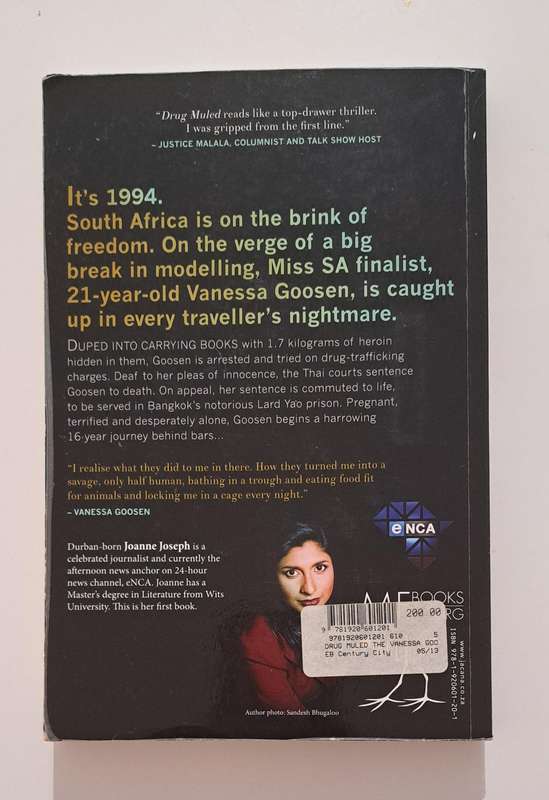 “Drug Muled reads like a top-drawer thriller.
I was gripped from the first line.”
– JUSTICE MALALA, COLUMNIST AND TALK SHOW HOST
It’s 1994.
South Africa is on the brink of
freedom. On the verge of a big
break in modelling, Miss SA finalist,
21-year-old Vanessa Goosen, is caught
up in every traveller’s nightmare.
DUPED INTO CARRYING BOOKS with 1.7 kilograms of heroin
hidden in them, Goosen is arrested and tried on drug-trafficking
charges. Deaf to her pleas of innocence, the Thai courts sentence
Goosen to death. On appeal, her sentence is commuted to life,
to be served in Bangkok’s notorious Lard Yao prison. Pregnant,
terrified and desperately alone, Goosen begins a harrowing
16-year journey behind bars...
“I realise what they did to me in there. How they turned me into a
savage, only half human, bathing in a trough and eating food fit
for animals and locking me in a cage every night.”
– VANESSA GOOSEN
eNCA
Durban-born Joanne Joseph is a
celebrated journalist and currently the
afternoon news anchor on 24-hour
news channel, eNCA. Joanne has a
Master’s degree in Literature from Wits
University. This is her first book.
BOOKS
RG
200.00
9 781920 601201
9781920601201 610 5
DRUG MULED THE VANESSA GOO
EB Century City 05/13
ISBN 978-1-920601-20-1
www.jacana.co.za
Author photo: Sandesh Bhugaloo